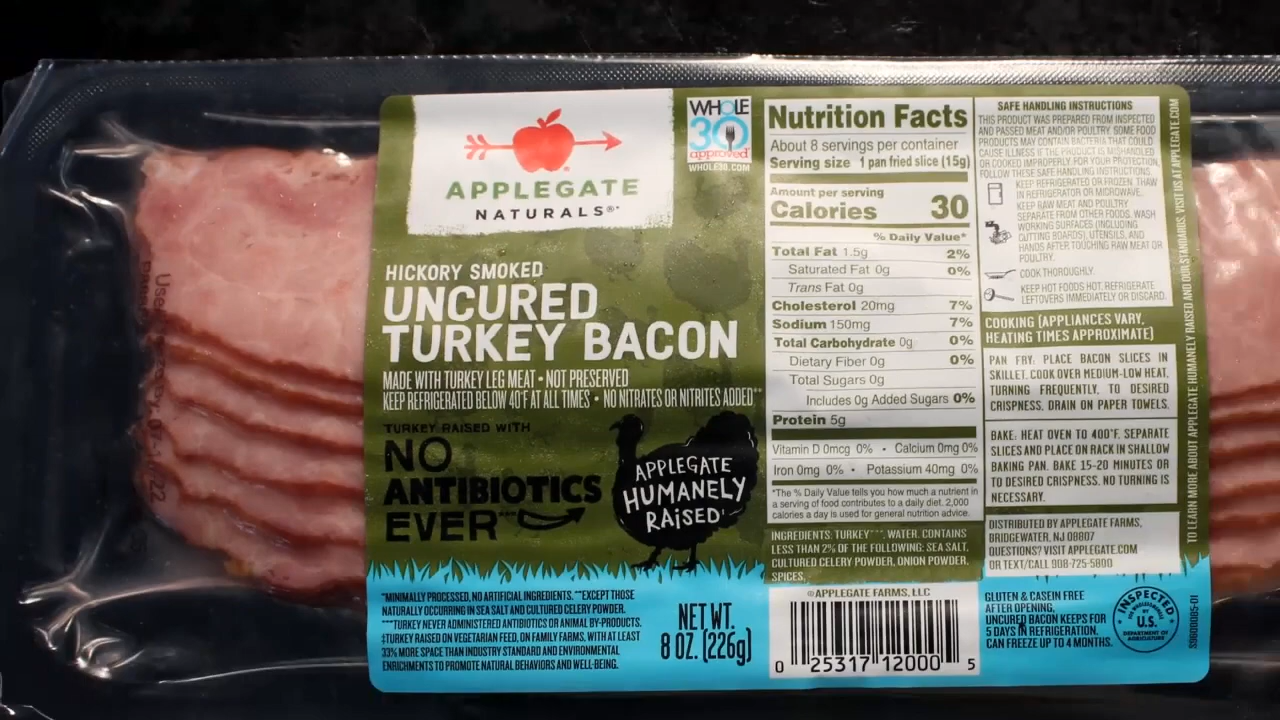 APPLEGATE
NATURALS®*
WHOLE
30
approved
WHOLE30.COM
HICKORY SMOKED
UNCURED
TURKEY BACON
MADE WITH TURKEY LEG MEAT • NOT PRESERVED
KEEP REFRIGERATED BELOW 40°F AT ALL TIMES • NO NITRATES OR NITRITES ADDED**
TURKEY RAISED WITH
NO
ANTIBIOTICS
EVER***
APPLEGATE
HUMANELY
RAISED‡
*MINIMALLY PROCESSED, NO ARTIFICIAL INGREDIENTS. **EXCEPT THOSE
NATURALLY OCCURRING IN SEA SALT AND CULTURED CELERY POWDER.
***TURKEY NEVER ADMINISTERED ANTIBIOTICS OR ANIMAL BY-PRODUCTS.
‡TURKEY RAISED ON VEGETARIAN FEED, ON FAMILY FARMS, WITH AT LEAST
33% MORE SPACE THAN INDUSTRY STANDARD AND ENVIRONMENTAL
ENRICHMENTS TO PROMOTE NATURAL BEHAVIORS AND WELL-BEING.
NET WT.
8 OZ. (226g)
Nutrition Facts
About 8 servings per container
Serving size 1 pan fried slice (15g)
Amount per serving
Calories 30
% Daily Value*
Total Fat 1.5g 2%
Saturated Fat 0g 0%
Trans Fat 0g
Cholesterol 20mg 7%
Sodium 150mg 7%
Total Carbohydrate 0g 0%
Dietary Fiber 0g 0%
Total Sugars 0g
Includes 0g Added Sugars 0%
Protein 5g
Vitamin D 0mcg 0% • Calcium 0mg 0%
Iron 0mg 0% • Potassium 40mg 0%
*The % Daily Value tells you how much a nutrient in
a serving of food contributes to a daily diet. 2,000
calories a day is used for general nutrition advice.
INGREDIENTS: TURKEY***, WATER. CONTAINS
LESS THAN 2% OF THE FOLLOWING: SEA SALT,
CULTURED CELERY POWDER, ONION POWDER,
SPICES.
©APPLEGATE FARMS, LLC
0 25317 12000 5
SAFE HANDLING INSTRUCTIONS
THIS PRODUCT WAS PREPARED FROM INSPECTED
AND PASSED MEAT AND/OR POULTRY. SOME FOOD
PRODUCTS MAY CONTAIN BACTERIA THAT COULD
CAUSE ILLNESS IF THE PRODUCT IS MISHANDLED
OR COOKED IMPROPERLY. FOR YOUR PROTECTION,
FOLLOW THESE SAFE HANDLING INSTRUCTIONS.
KEEP REFRIGERATED OR FROZEN. THAW
IN REFRIGERATOR OR MICROWAVE.
KEEP RAW MEAT AND POULTRY
SEPARATE FROM OTHER FOODS. WASH
WORKING SURFACES (INCLUDING
CUTTING BOARDS), UTENSILS, AND
HANDS AFTER TOUCHING RAW MEAT OR
POULTRY.
COOK THOROUGHLY.
KEEP HOT FOODS HOT. REFRIGERATE
LEFTOVERS IMMEDIATELY OR DISCARD.
COOKING (APPLIANCES VARY,
HEATING TIMES APPROXIMATE)
PAN FRY: PLACE BACON SLICES IN
SKILLET, COOK OVER MEDIUM-LOW HEAT,
TURNING FREQUENTLY, TO DESIRED
CRISPNESS. DRAIN ON PAPER TOWELS.
BAKE: HEAT OVEN TO 400°F. SEPARATE
SLICES AND PLACE ON RACK IN SHALLOW
BAKING PAN. BAKE 15-20 MINUTES OR
TO DESIRED CRISPNESS. NO TURNING IS
NECESSARY.
DISTRIBUTED BY APPLEGATE FARMS,
BRIDGEWATER, NJ 08807
QUESTIONS? VISIT APPLEGATE.COM
OR TEXT/CALL 908-725-5800
GLUTEN & CASEIN FREE
AFTER OPENING,
UNCURED BACON KEEPS FOR
5 DAYS IN REFRIGERATION.
CAN FREEZE UP TO 4 MONTHS.
INSPECTED
FOR WHOLESOMENESS
BY
U.S.
DEPARTMENT OF
AGRICULTURE
TO LEARN MORE ABOUT APPLEGATE HUMANELY RAISED AND OUR STANDARDS, VISIT US AT APPLEGATE.COM